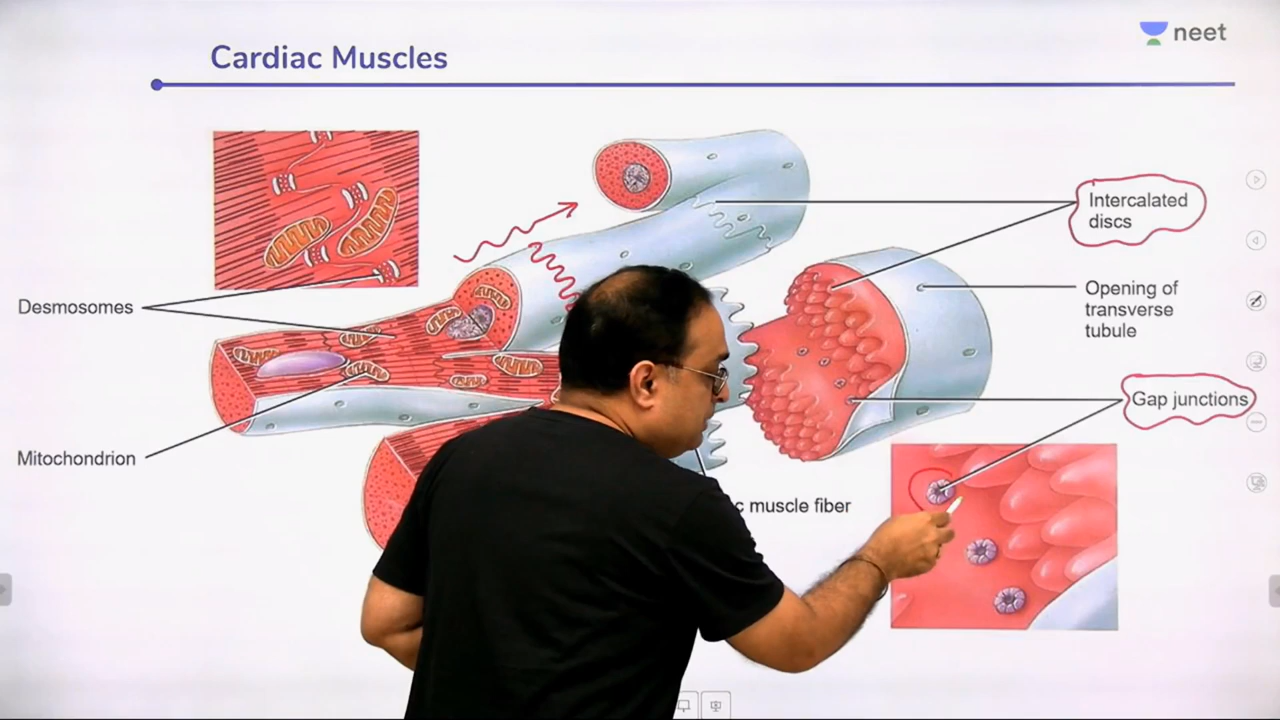 neet
Cardiac Muscles
Intercalated
discs
Desmosomes
Opening of
transverse
tubule
Gap junctions
Mitochondrion
muscle fiber